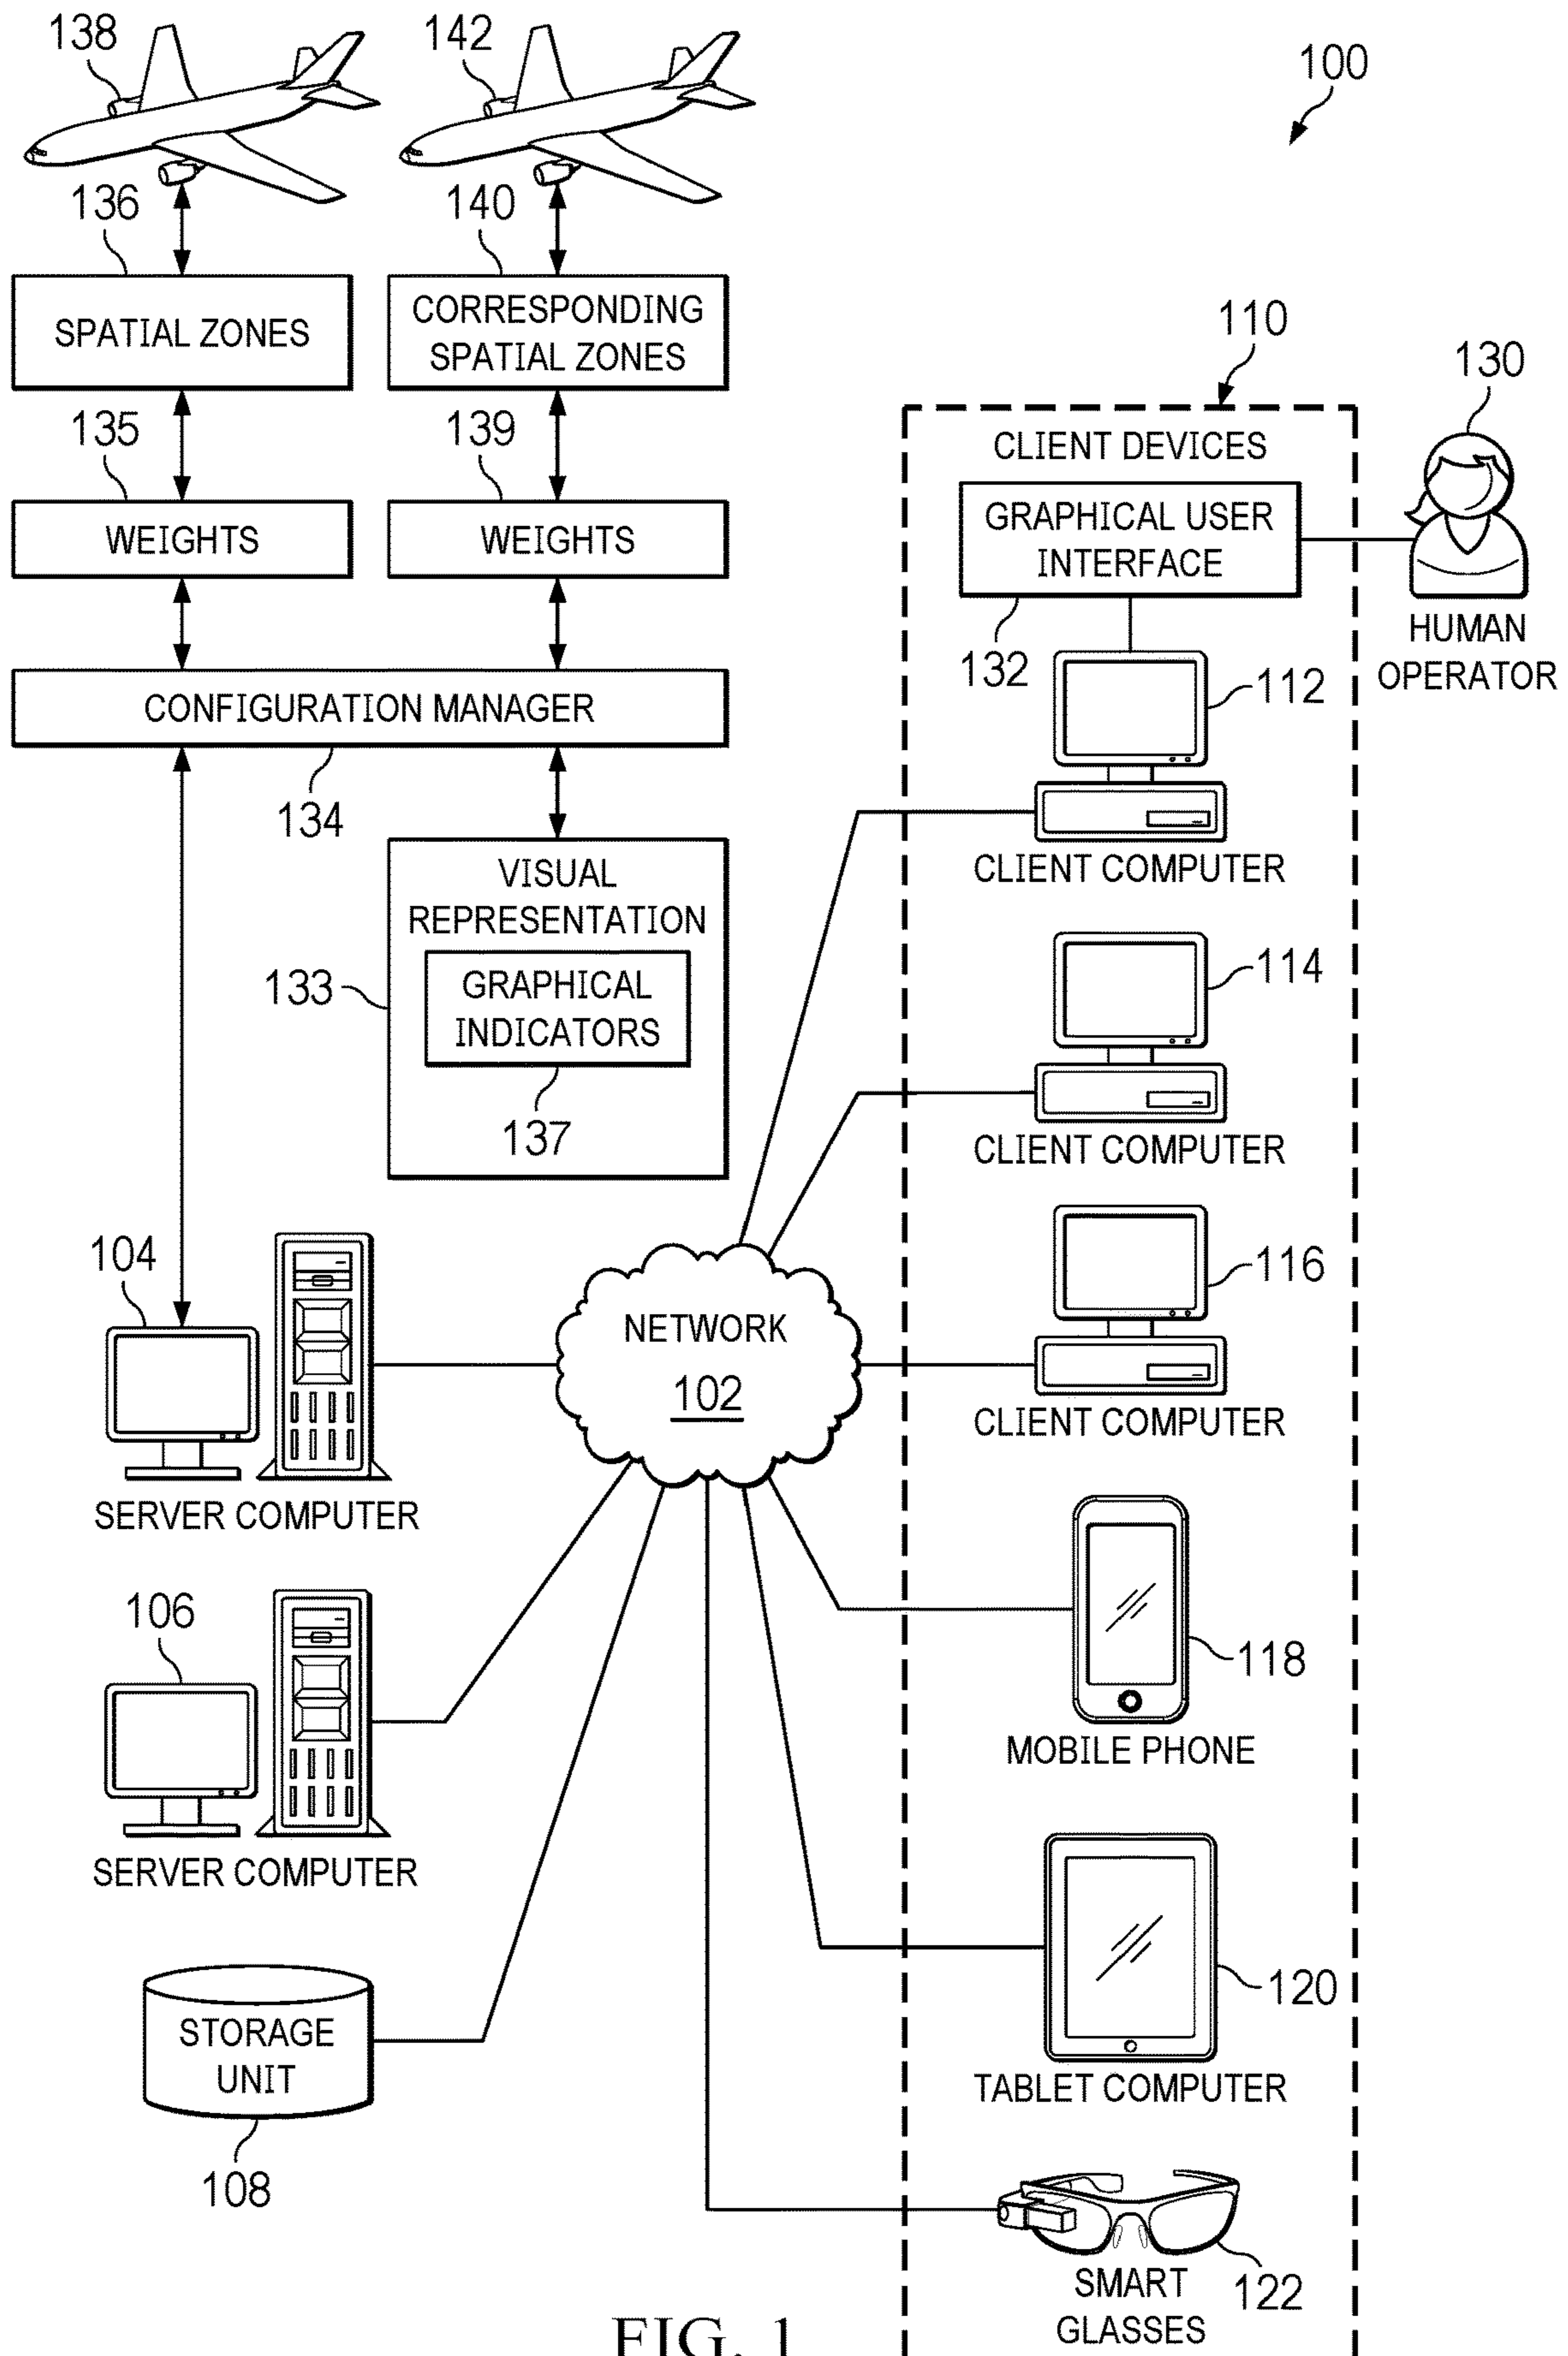 138
142
100
136
140
SPATIAL ZONES
CORRESPONDING
SPATIAL ZONES
110
130
135
139
CLIENT DEVICES
WEIGHTS
WEIGHTS
GRAPHICAL USER
INTERFACE
HUMAN
OPERATOR
132
112
CONFIGURATION MANAGER
134
CLIENT COMPUTER
VISUAL
REPRESENTATION
133
GRAPHICAL
INDICATORS
137
114
CLIENT COMPUTER
104
116
NETWORK
102
CLIENT COMPUTER
SERVER COMPUTER
106
118
MOBILE PHONE
SERVER COMPUTER
120
STORAGE
UNIT
TABLET COMPUTER
108
122
SMART
GLASSES
FIG. 1